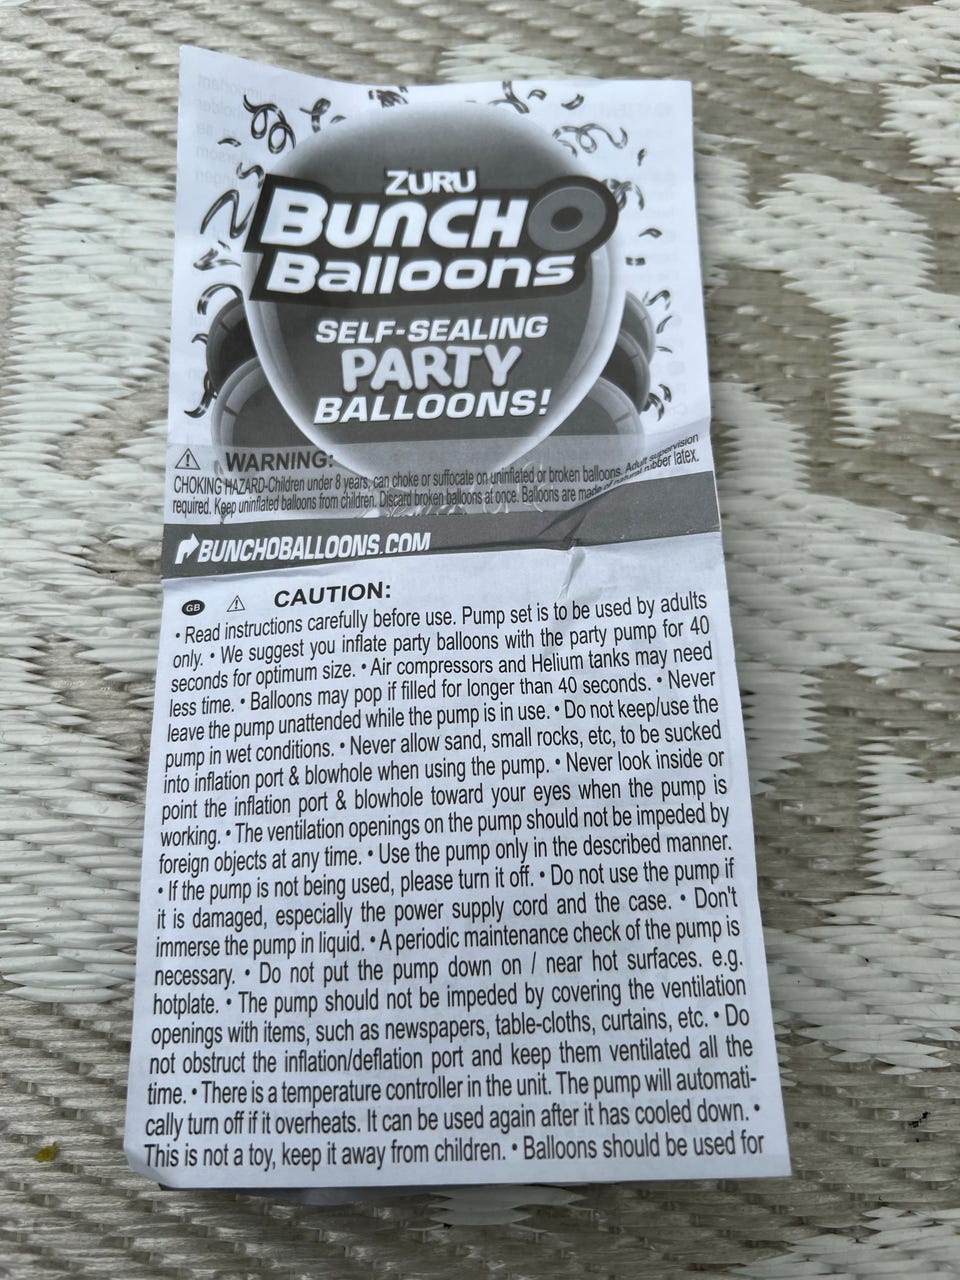 ZURU
BUNCH O
Balloons
SELF-SEALING
PARTY
BALLOONS!
WARNING:
CHOKING HAZARD-Children under 8 years, can choke or suffocate on uninflated or broken balloons. Adult supervision
required. Keep uninflated balloons from children. Discard broken balloons at once. Balloons are made of natural rubber latex.
BUNCHOBALLOONS.COM
GB CAUTION:
• Read instructions carefully before use. Pump set is to be used by adults
only. • We suggest you inflate party balloons with the party pump for 40
seconds for optimum size. • Air compressors and Helium tanks may need
less time. • Balloons may pop if filled for longer than 40 seconds. • Never
leave the pump unattended while the pump is in use. • Do not keep/use the
pump in wet conditions. • Never allow sand, small rocks, etc, to be sucked
into inflation port & blowhole when using the pump. • Never look inside or
point the inflation port & blowhole toward your eyes when the pump is
working. • The ventilation openings on the pump should not be impeded by
foreign objects at any time. • Use the pump only in the described manner.
• If the pump is not being used, please turn it off. • Do not use the pump if
it is damaged, especially the power supply cord and the case. • Don't
immerse the pump in liquid. • A periodic maintenance check of the pump is
necessary. • Do not put the pump down on / near hot surfaces. e.g.
hotplate. • The pump should not be impeded by covering the ventilation
openings with items, such as newspapers, table-cloths, curtains, etc. • Do
not obstruct the inflation/deflation port and keep them ventilated all the
time. • There is a temperature controller in the unit. The pump will automati-
cally turn off if it overheats. It can be used again after it has cooled down. •
This is not a toy, keep it away from children. • Balloons should be used for